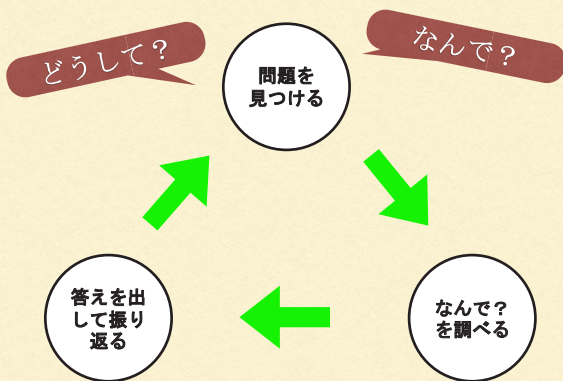 どうして？
なんで？
問題を
見つける
答えを出
して振り
返る
なんで？
を調べる